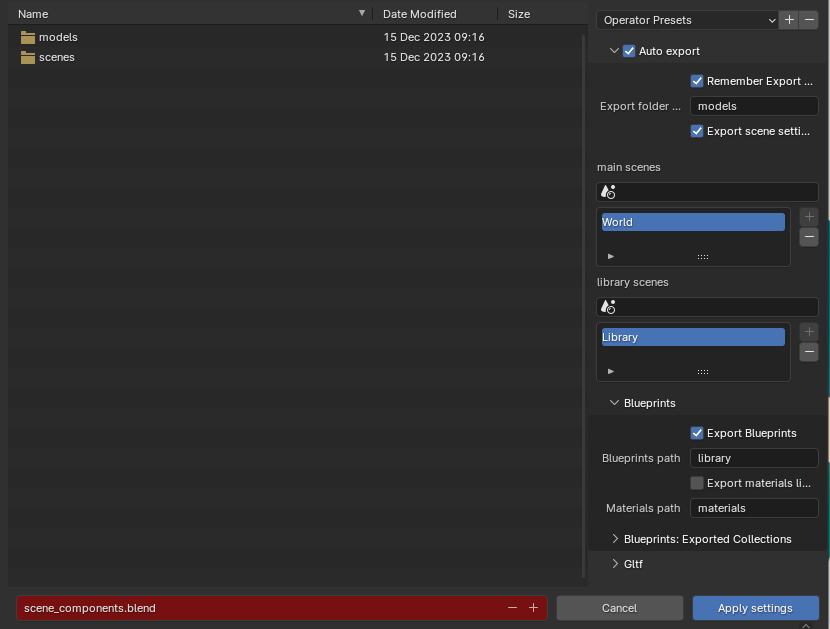 Name Date Modified Size
models 15 Dec 2023 09:16
scenes 15 Dec 2023 09:16
Operator Presets
Auto export
Remember Export ...
Export folder ... models
Export scene setti...
main scenes
World
library scenes
Library
Blueprints
Export Blueprints
Blueprints path library
Export materials li...
Materials path materials
Blueprints: Exported Collections
Gltf
scene_components.blend
Cancel
Apply settings